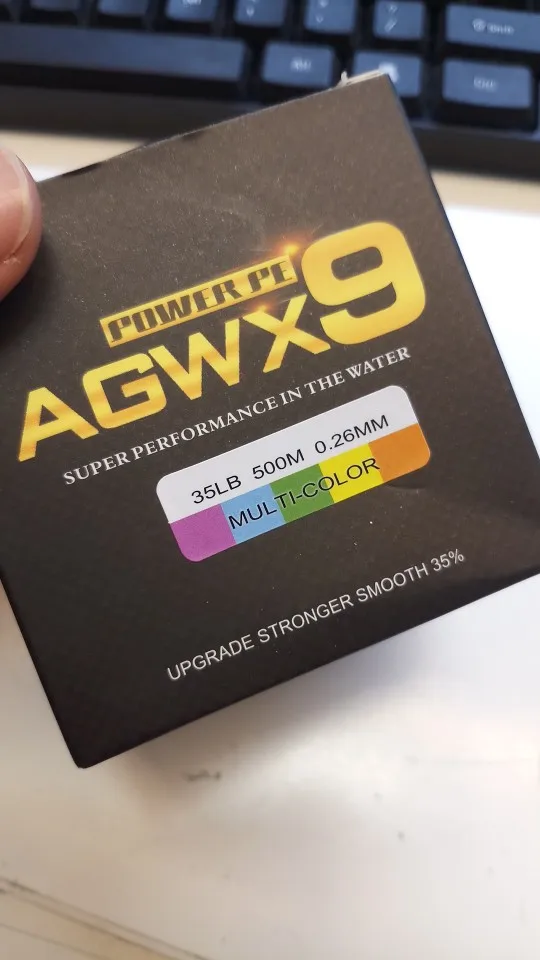 POWER PE
AGWX9
SUPER PERFORMANCE IN THE WATER
35LB 500M 0.26MM
MULTI-COLOR
UPGRADE STRONGER SMOOTH 35%